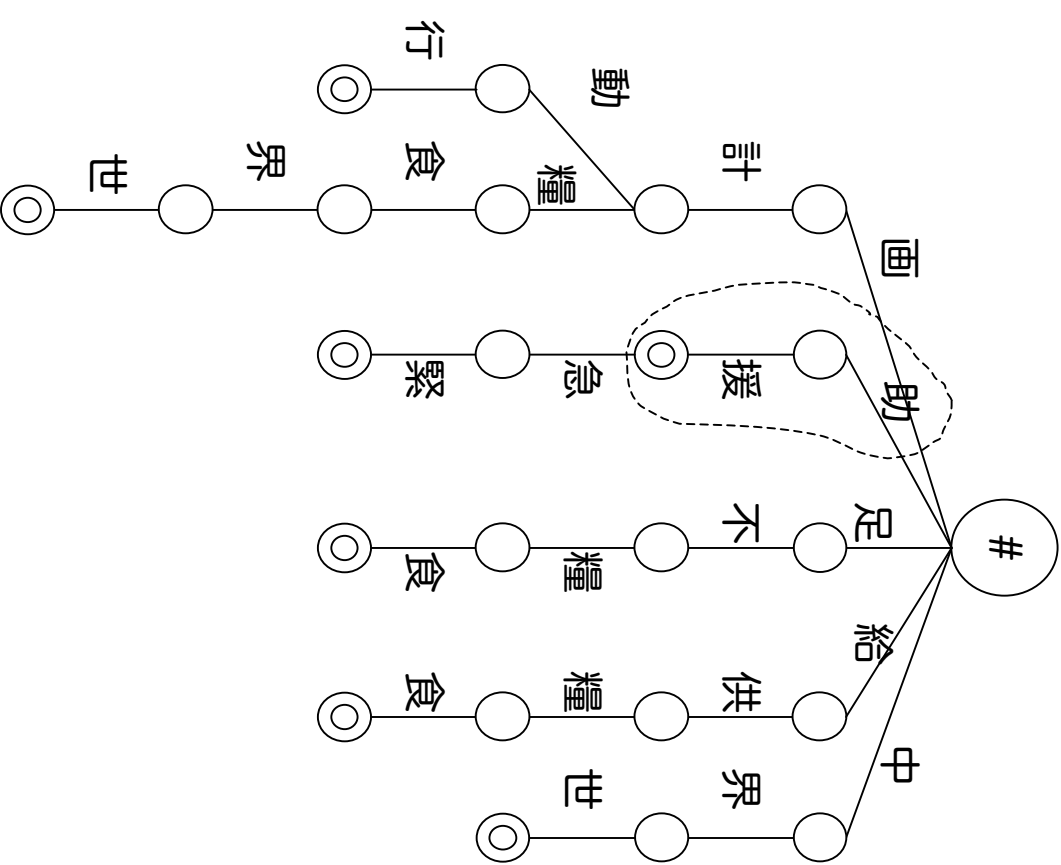 #
画 助 足 給 中
計 援 不 供 界
動 糧 急 糧 糧 世
行 食 緊 食 食
界
世